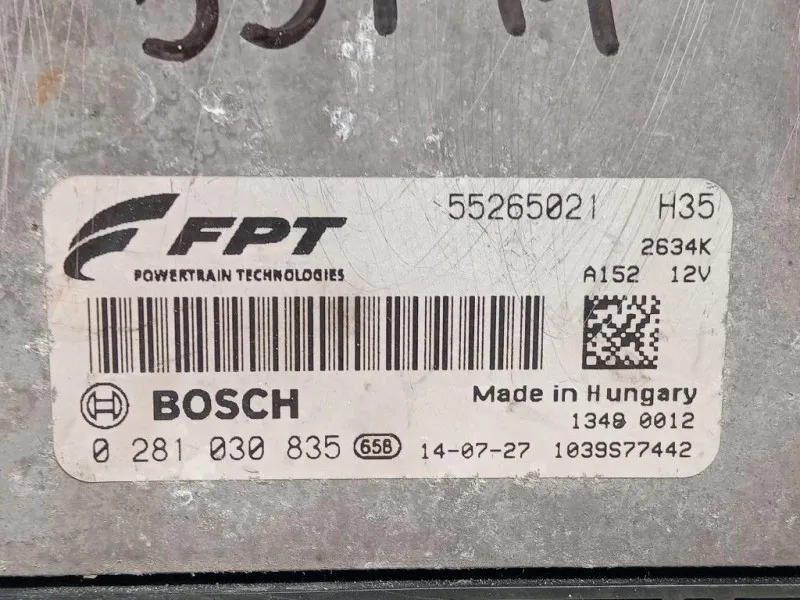 FPT
POWERTRAIN TECHNOLOGIES
55265021 H35
2634K
A152 12V
BOSCH
Made in Hungary
1348 0012
0 281 030 835 65B 14-07-27 1039S77442